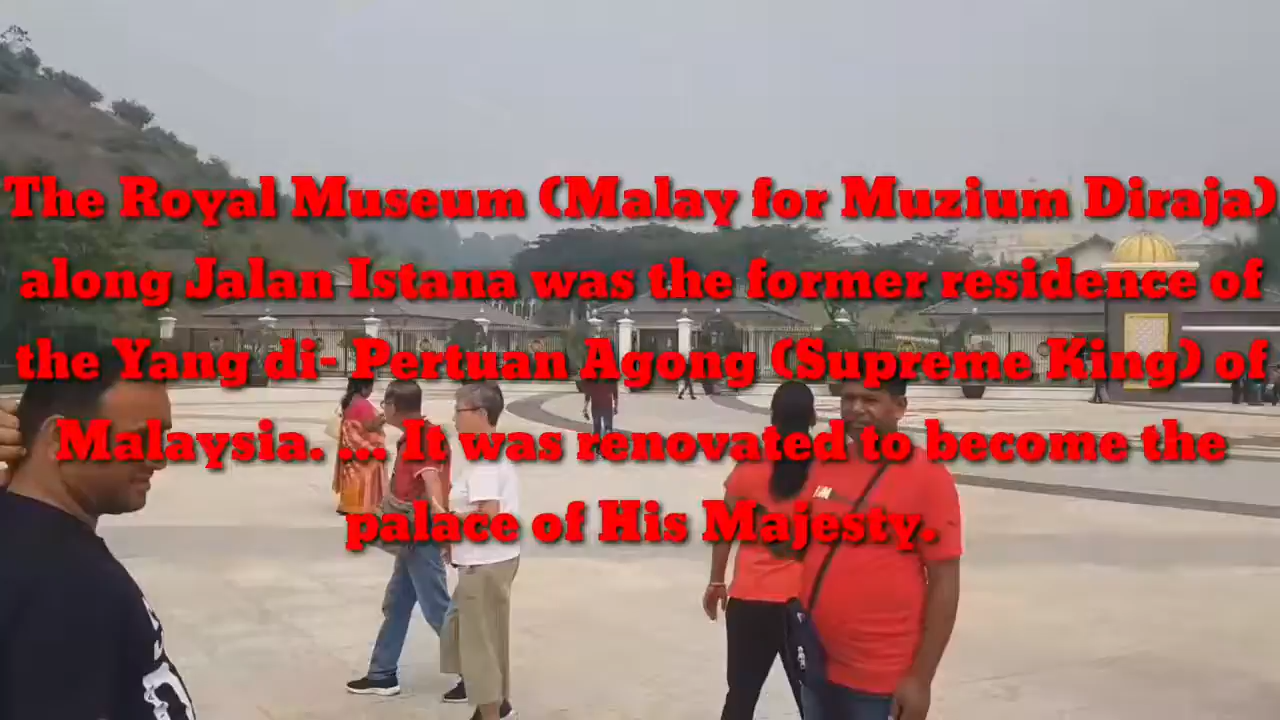 The Royal Museum (Malay for Muzium Diraja)
along Jalan Istana was the former residence of
the Yang di- Pertuan Agong (Supreme King) of
Malaysia. ... It was renovated to become the
palace of His Majesty.